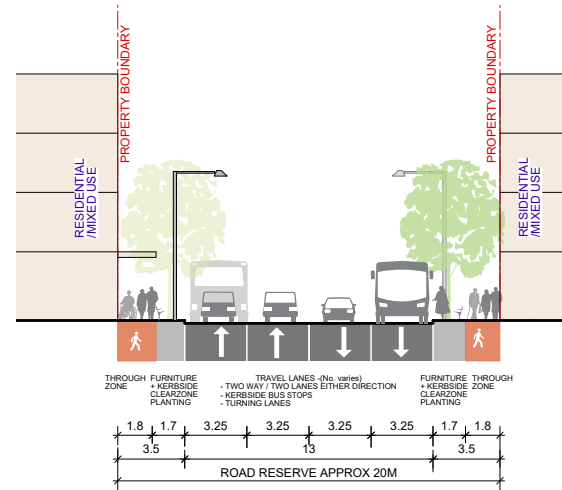 PROPERTY BOUNDARY
PROPERTY BOUNDARY
RESIDENTIAL
/MIXED USE
RESIDENTIAL
/MIXED USE
THROUGH
ZONE
FURNITURE
+ KERBSIDE
CLEARZONE
PLANTING
TRAVEL LANES -(No. varies)
- TWO WAY / TWO LANES EITHER DIRECTION
- KERBSIDE BUS STOPS
- TURNING LANES
FURNITURE
+ KERBSIDE
CLEARZONE
PLANTING
THROUGH
ZONE
1.8 1.7 3.25 3.25 3.25 3.25 1.7 1.8
3.5 13 3.5
ROAD RESERVE APPROX 20M